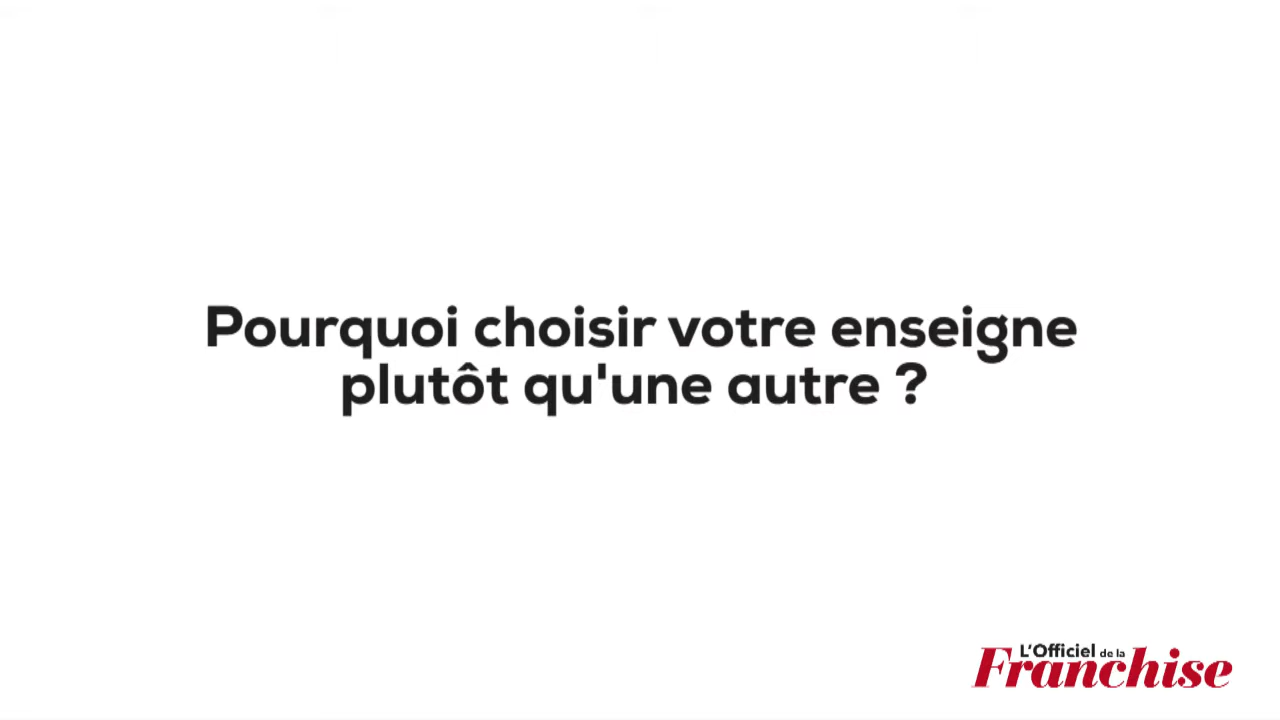 Pourquoi choisir votre enseigne
plutôt qu'une autre ?
L'Officiel de la
Franchise